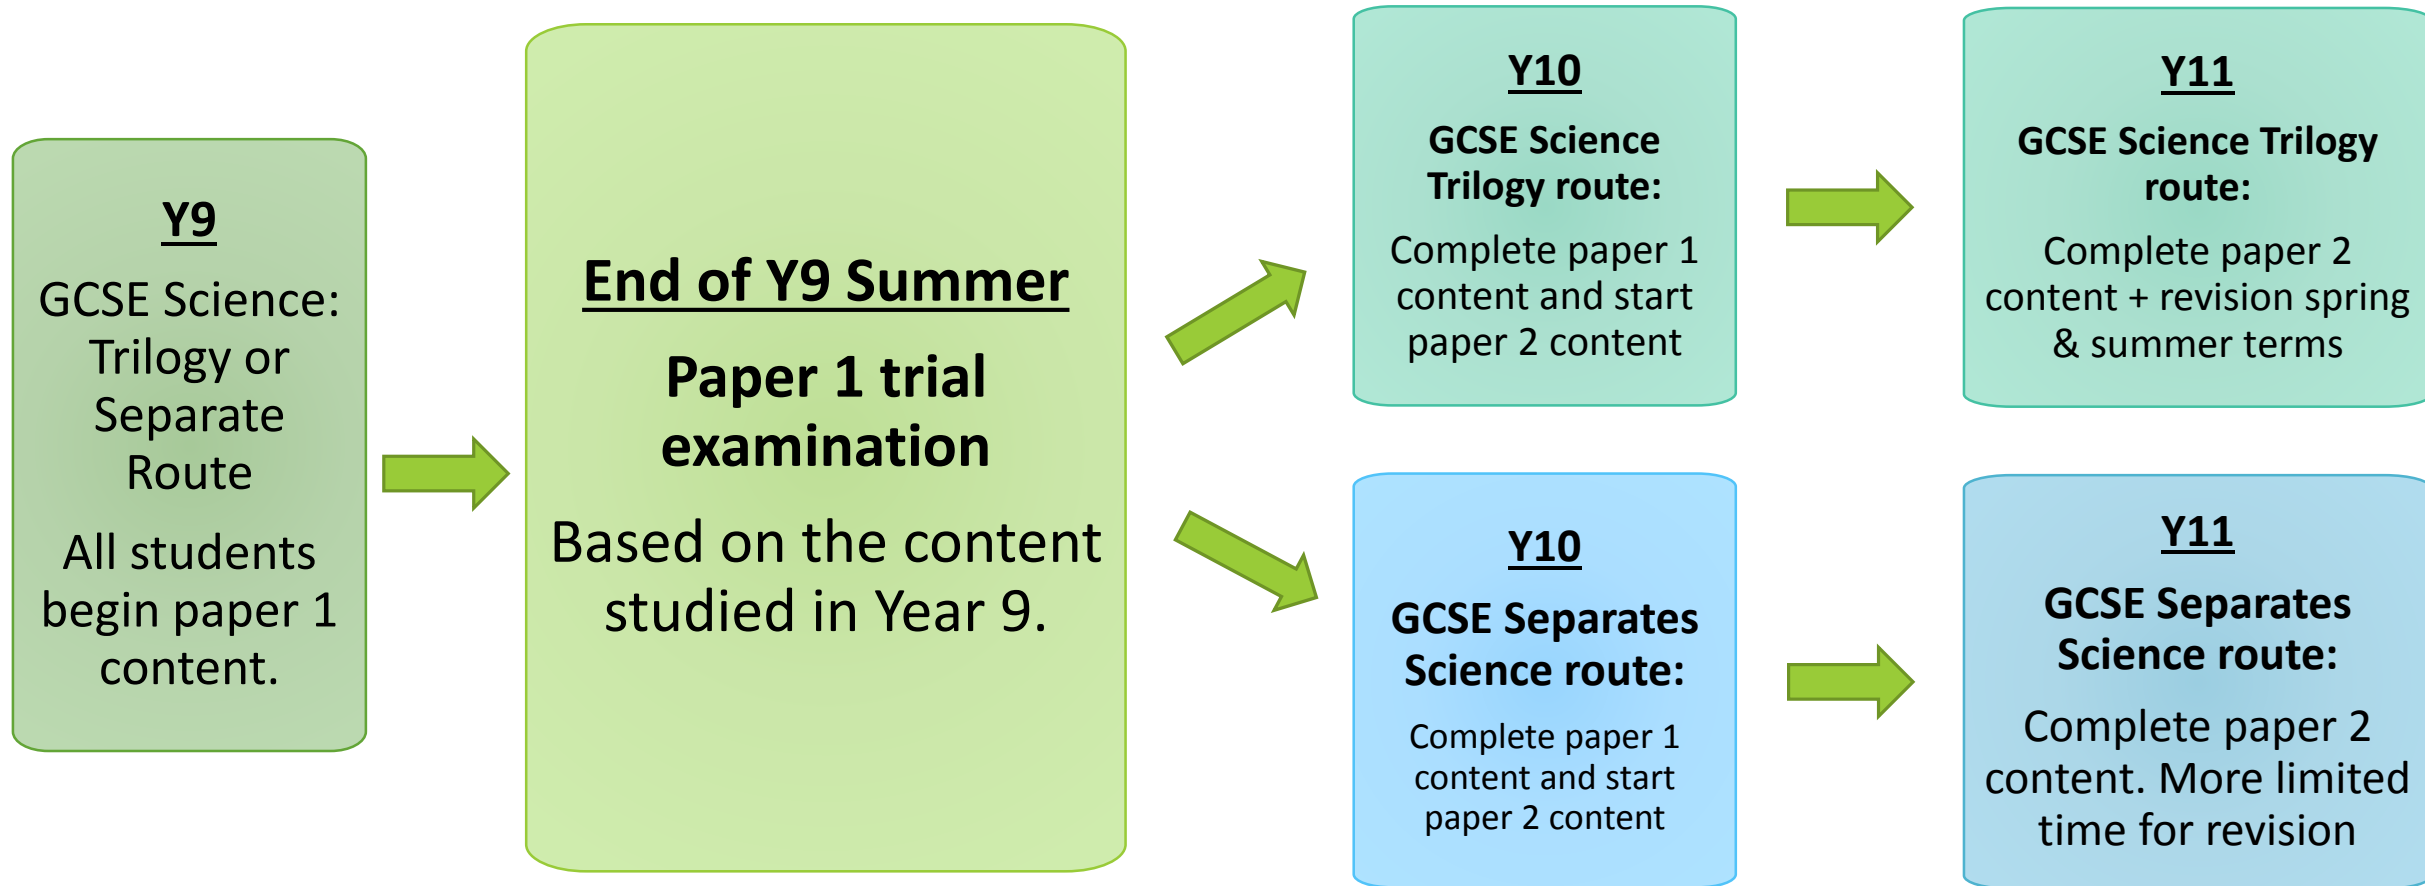 Y9
GCSE Science:
Trilogy or
Separate
Route
All students
begin paper 1
content.
End of Y9 Summer
Paper 1 trial
examination
Based on the content
studied in Year 9.
Y10
GCSE Science
Trilogy route:
Complete paper 1
content and start
paper 2 content
Y11
GCSE Science Trilogy
route:
Complete paper 2
content + revision spring
& summer terms
Y10
GCSE Separates
Science route:
Complete paper 1
content and start
paper 2 content
Y11
GCSE Separates
Science route:
Complete paper 2
content. More limited
time for revision